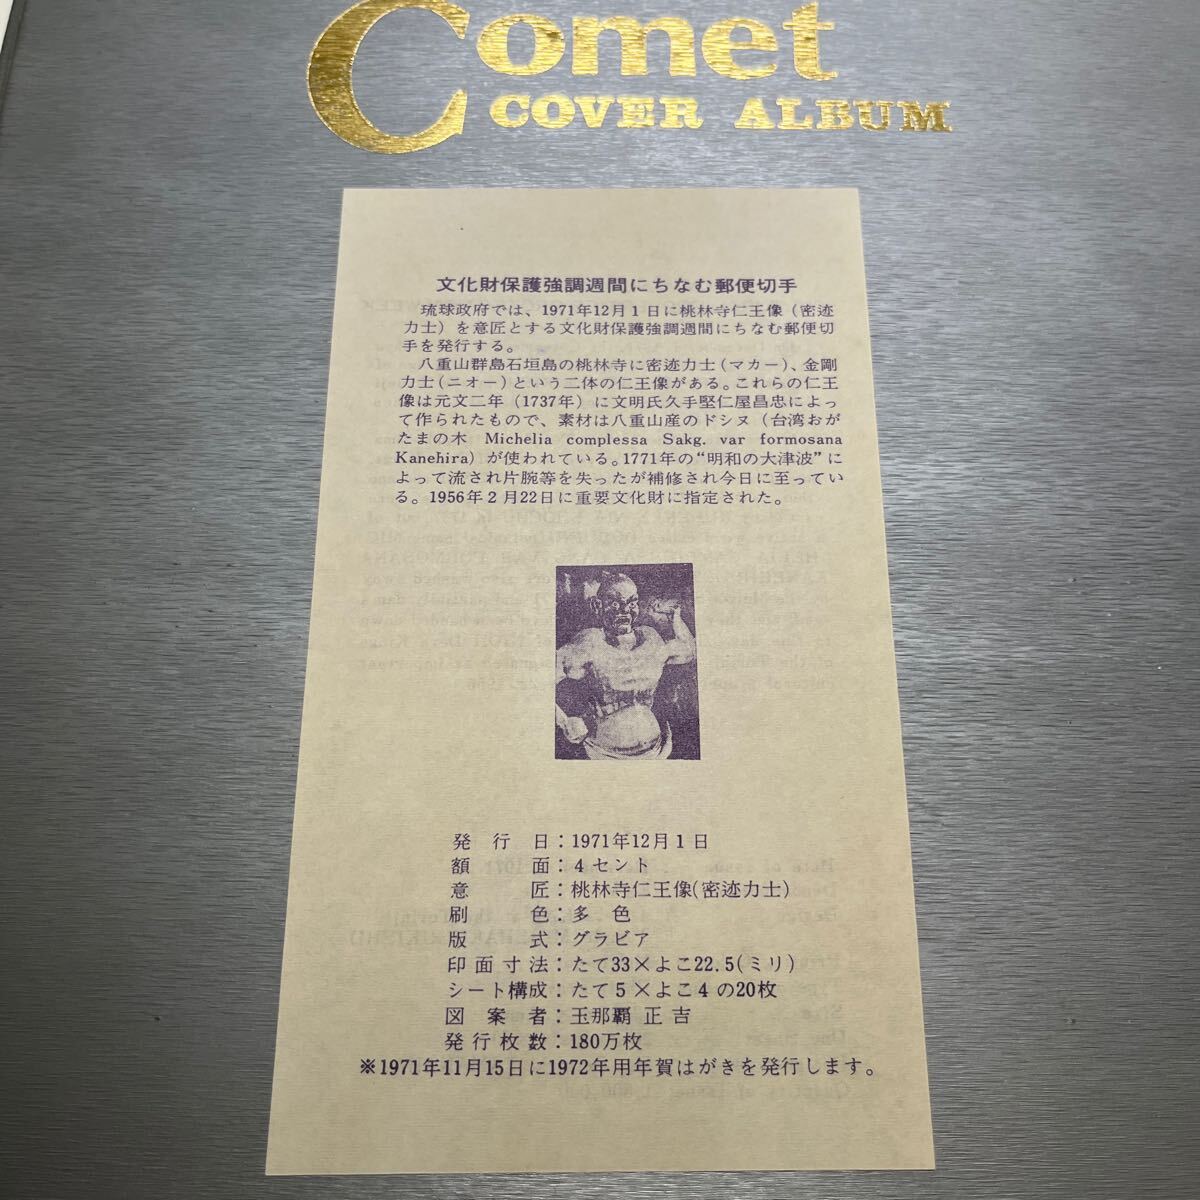 Comet
COVER ALBUM
文化財保護強調週間にちなむ郵便切手
琉球政府では、1971年12月1日に桃林寺仁王像（密迹
力士）を意匠とする文化財保護強調週間にちなむ郵便切
手を発行する。
八重山群島石垣島の桃林寺に密迹力士（マカー）、金剛
力士（ニオー）という二体の仁王像がある。これらの仁王
像は元文二年（1737年）に文明氏久手堅仁屋昌忠によっ
て作られたもので、素材は八重山産のドシヌ（台湾おが
たまの木 Michelia complessa Sakg. var formosana
Kanehira）が使われている。1771年の“明和の大津波”に
よって流され片腕等を失ったが補修され今日に至ってい
る。1956年2月22日に重要文化財に指定された。
発行日：1971年12月1日
額面：4セント
意匠：桃林寺仁王像（密迹力士）
刷色：多色
版式：グラビア
印面寸法：たて33×よこ22.5（ミリ）
シート構成：たて5×よこ4の20枚
図案者：玉那覇 正吉
発行枚数：180万枚
※1971年11月15日に1972年用年賀はがきを発行します。